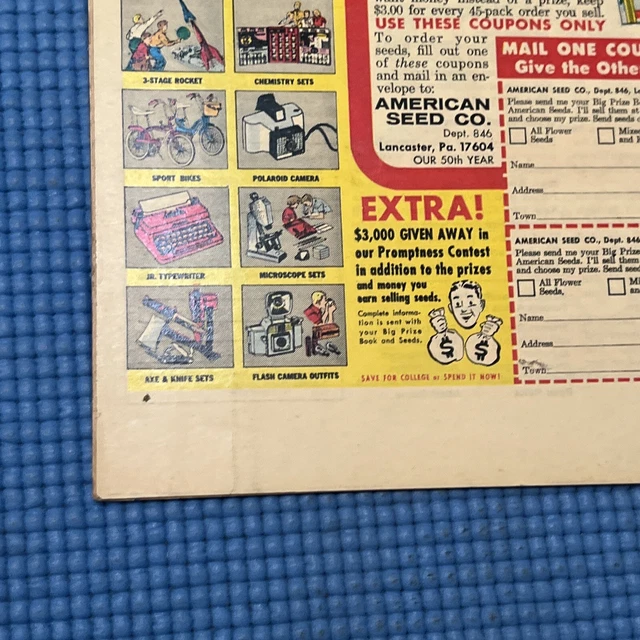 3-STAGE ROCKET
CHEMISTRY SETS
SPORT BIKES
POLAROID CAMERA
JR. TYPEWRITER
MICROSCOPE SETS
AXE & KNIFE SETS
FLASH CAMERA OUTFITS
what money instead of a prize, keep
$3.00 for every 45-pack order you sell.
USE THESE COUPONS ONLY
To order your
seeds, fill out one
of these coupons
and mail in an en-
velope to:
AMERICAN
SEED CO.
Dept. 846
Lancaster, Pa. 17604
OUR 50th YEAR
EXTRA!
$3,000 GIVEN AWAY in
our Promptness Contest
in addition to the prizes
and money you
earn selling seeds.
Complete informa-
tion is sent with
your Big Prize
Book and Seeds.
$ $
SAVE FOR COLLEGE or SPEND IT NOW!
MAIL ONE COU
Give the Othe
AMERICAN SEED CO., Dept. 846, La
Please send me your Big Prize B
American Seeds. I'll sell them at
and choose my prize. Send seeds c
All Flower
Seeds
Mixe
and
Name
Address
Town
AMERICAN SEED CO., Dept. 846
Please send me your Big Prize
American Seeds. I'll sell them
and choose my prize. Send seed
All Flower
Seeds,
Mi
and
Name
Address
Town